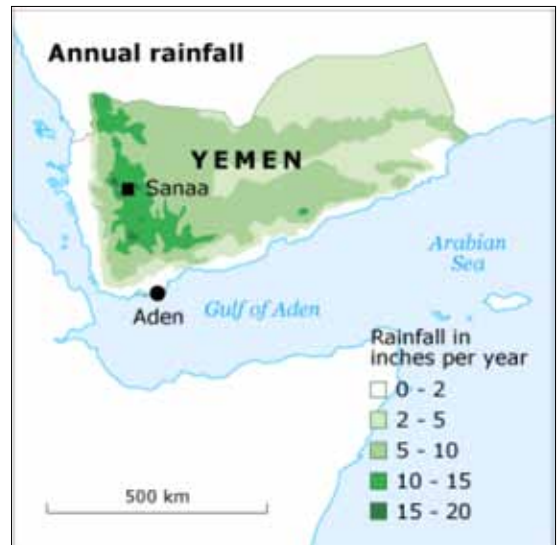 Annual rainfall
YEMEN
Sanaa
Arabian
Sea
Gulf of Aden
Aden
Rainfall in
inches per year
0 - 2
2 - 5
5 - 10
10 - 15
15 - 20
500 km